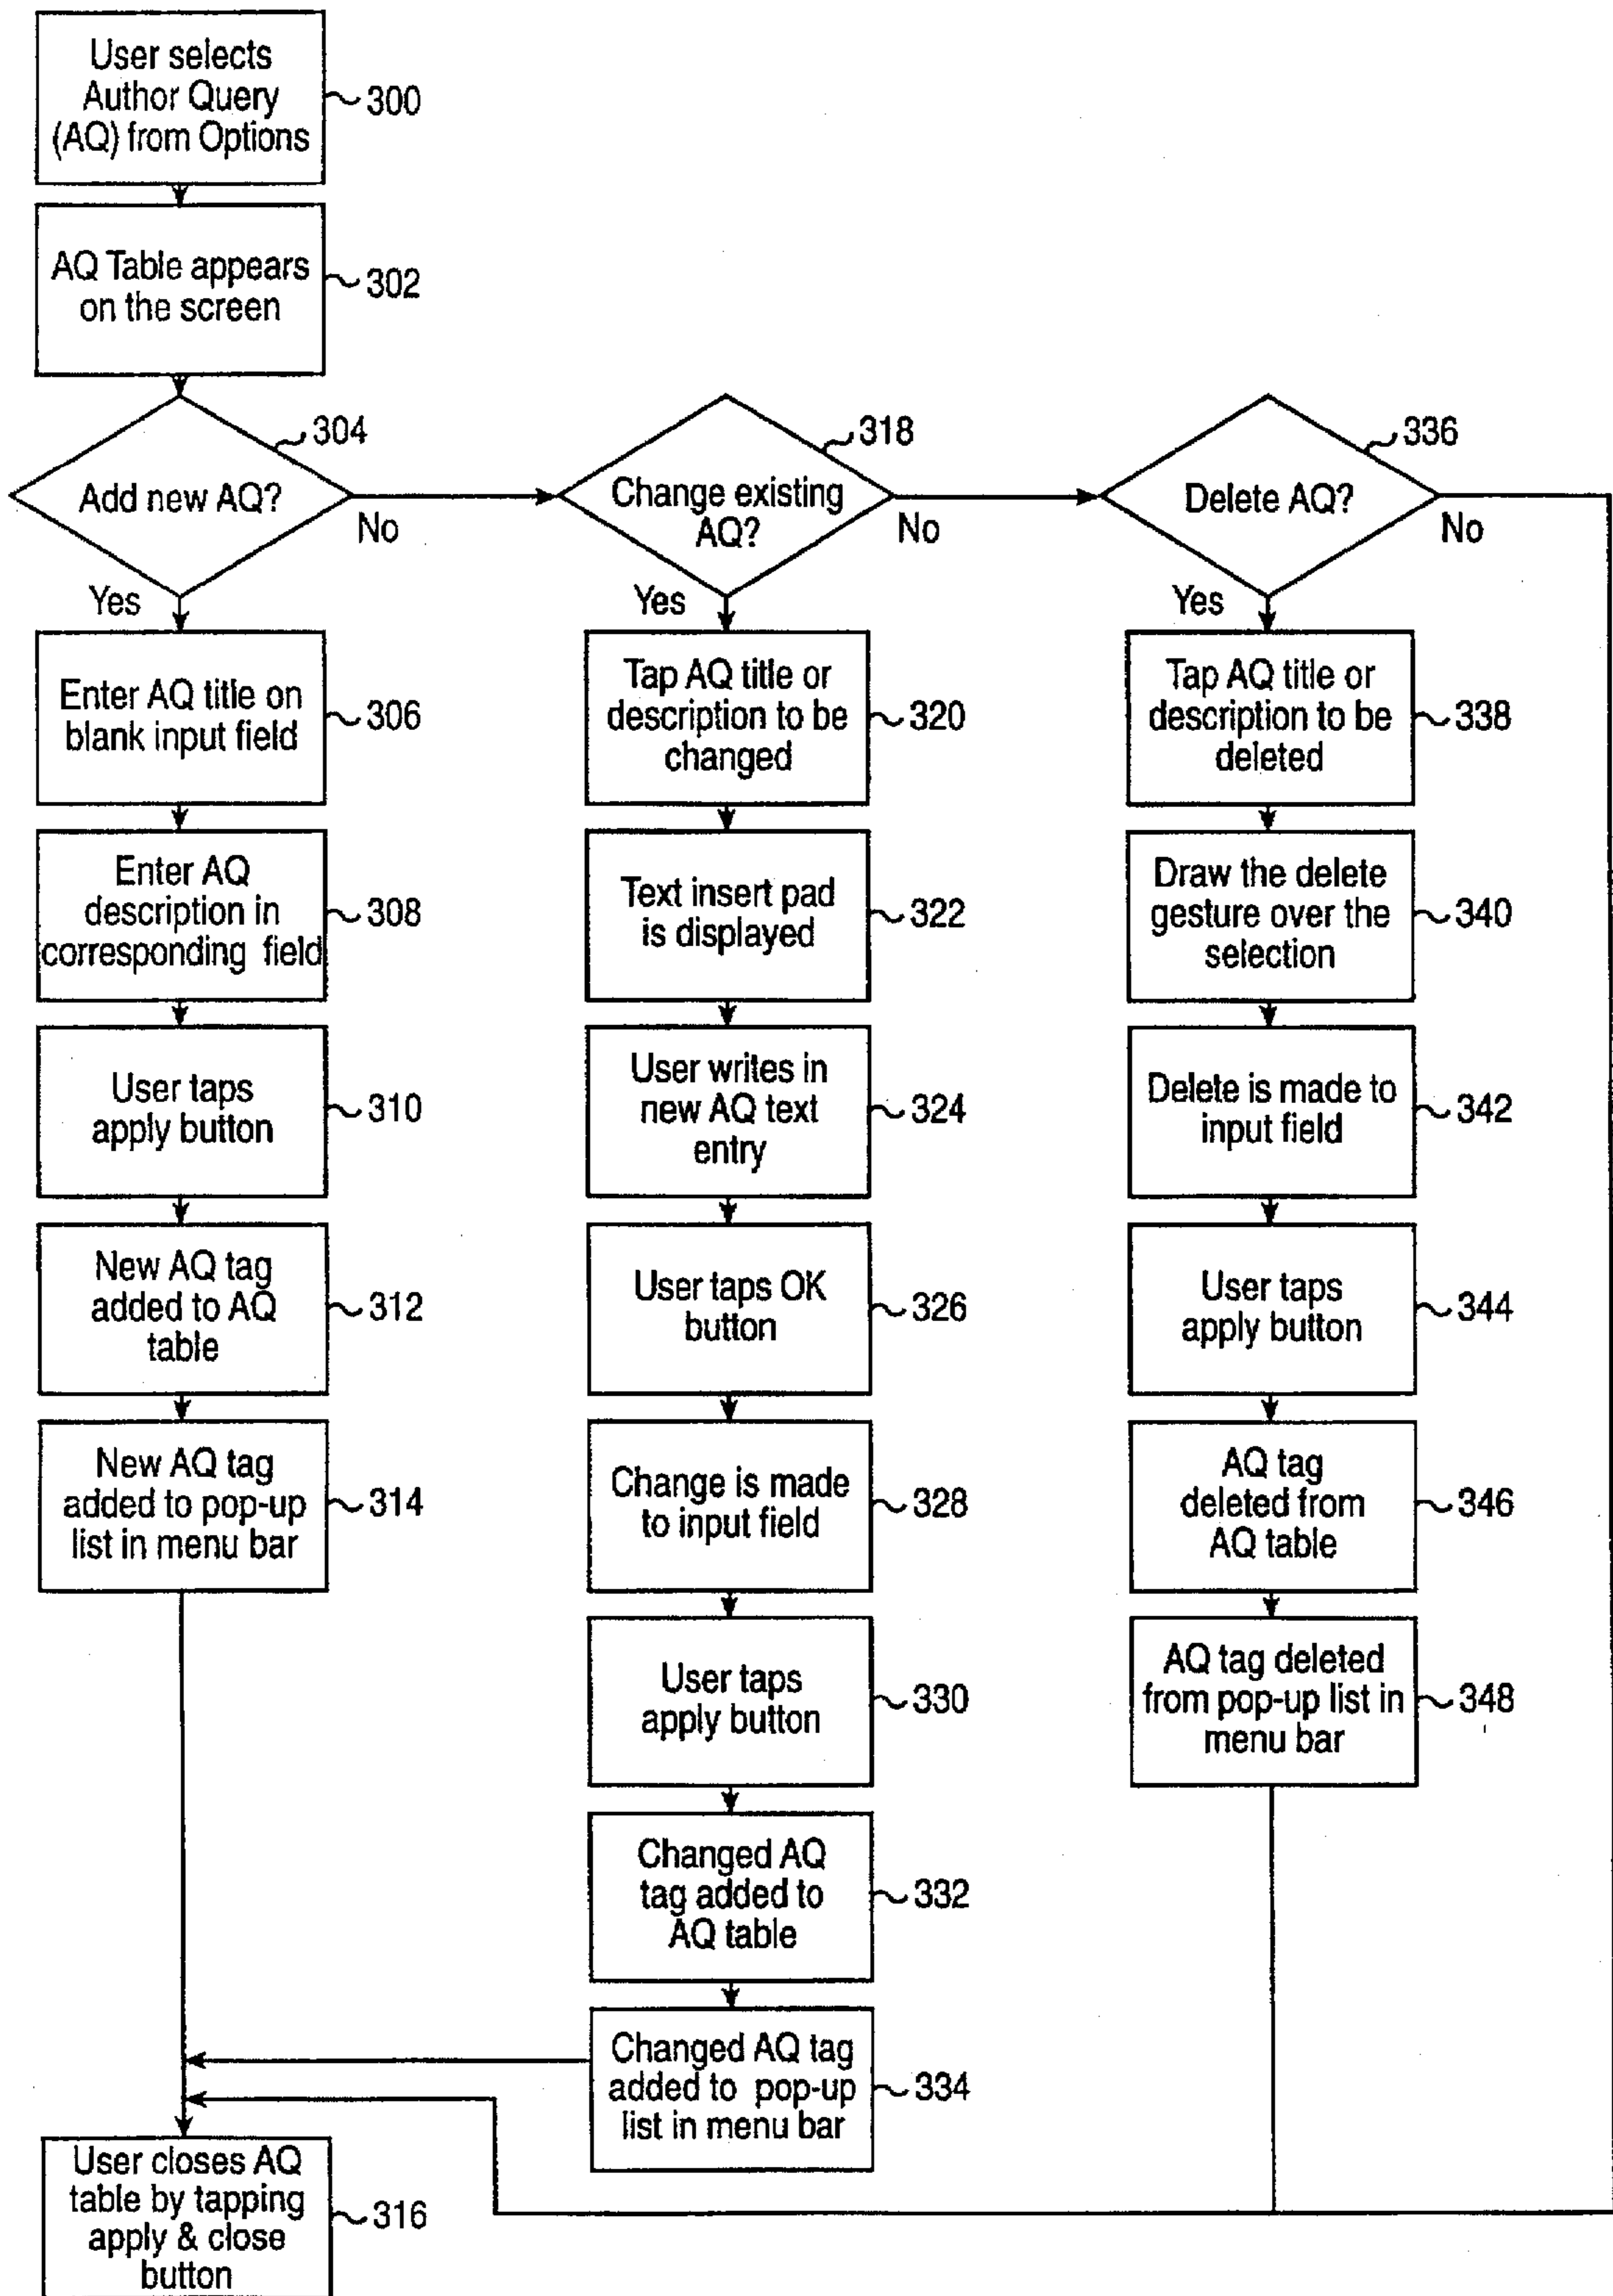 User selects
Author Query
(AQ) from Options
300
AQ Table appears
on the screen
302
304
Add new AQ?
No
Yes
318
Change existing
AQ?
No
Yes
336
Delete AQ?
No
Yes
Enter AQ title on
blank input field
306
Enter AQ
description in
corresponding field
308
User taps
apply button
310
New AQ tag
added to AQ
table
312
New AQ tag
added to pop-up
list in menu bar
314
Tap AQ title or
description to be
changed
320
Text insert pad
is displayed
322
User writes in
new AQ text
entry
324
User taps OK
button
326
Change is made
to input field
328
User taps
apply button
330
Changed AQ
tag added to
AQ table
332
Changed AQ tag
added to pop-up
list in menu bar
334
Tap AQ title or
description to be
deleted
338
Draw the delete
gesture over the
selection
340
Delete is made to
input field
342
User taps
apply button
344
AQ tag
deleted from
AQ table
346
AQ tag deleted
from pop-up list in
menu bar
348
User closes AQ
table by tapping
apply & close
button
316